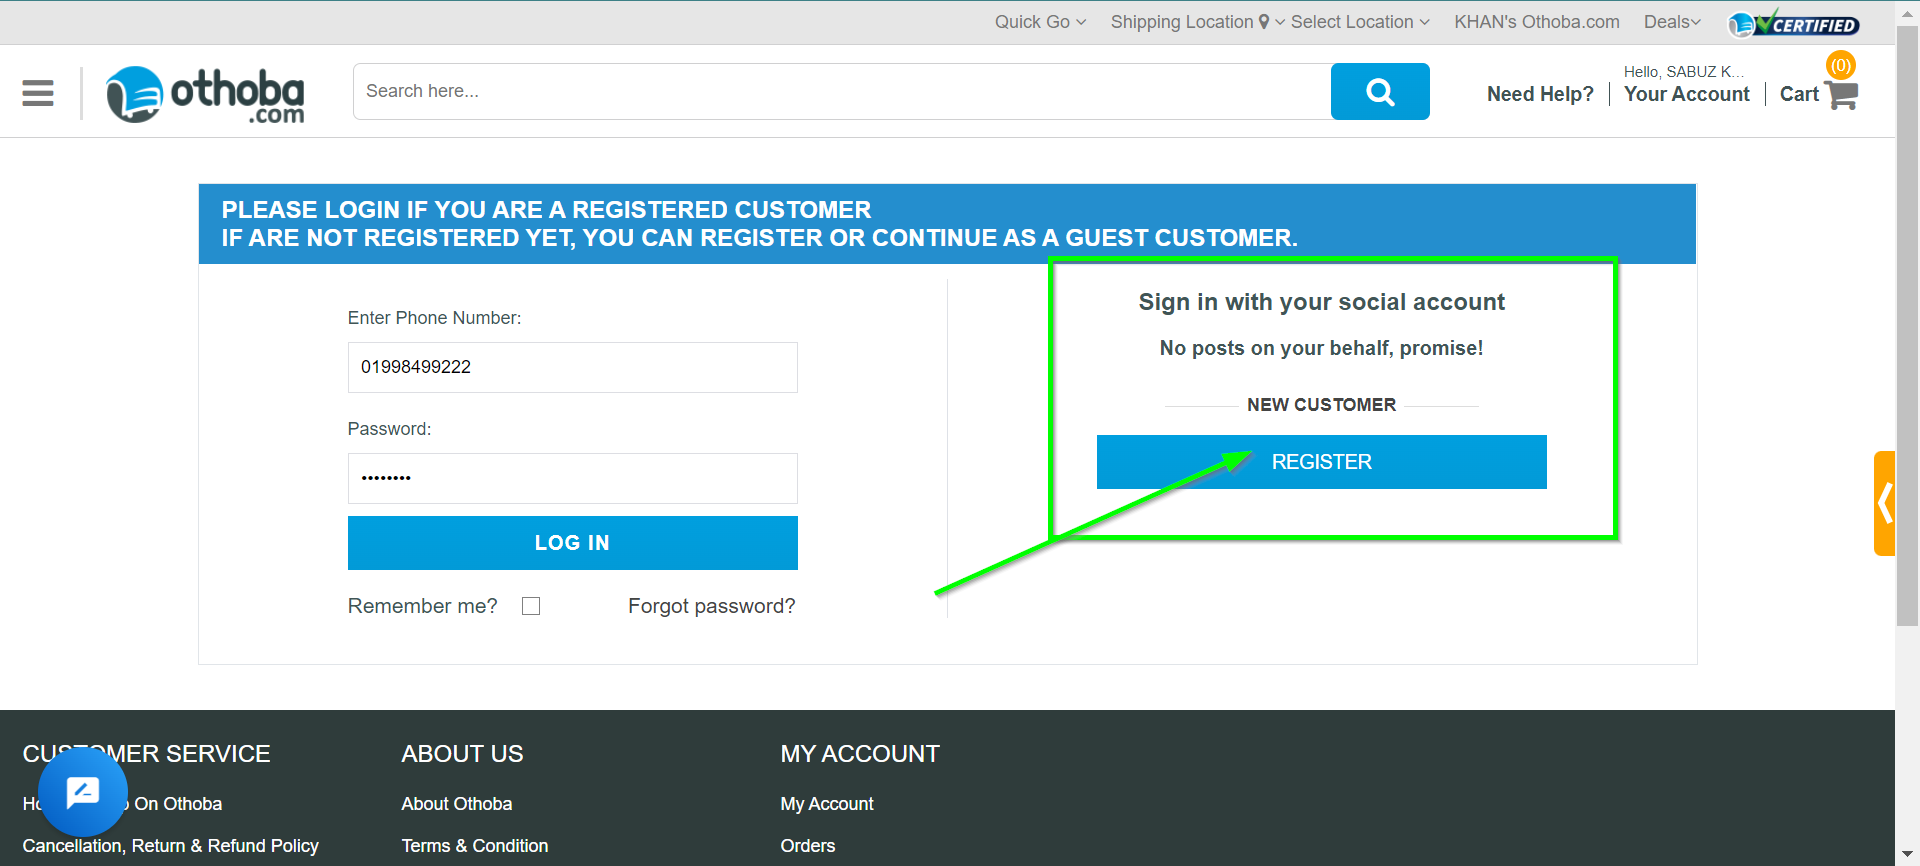 Quick Go Shipping Location Select Location KHAN's Othoba.com Deals CERTIFIED
othoba
.com
Search here...
Need Help?
Hello, SABUZ K...
Your Account
(0)
Cart
PLEASE LOGIN IF YOU ARE A REGISTERED CUSTOMER
IF ARE NOT REGISTERED YET, YOU CAN REGISTER OR CONTINUE AS A GUEST CUSTOMER.
Enter Phone Number:
01998499222
Password:
••••••••
LOG IN
Remember me? Forgot password?
Sign in with your social account
No posts on your behalf, promise!
NEW CUSTOMER
REGISTER
CUSTOMER SERVICE
On Othoba
Cancellation, Return & Refund Policy
ABOUT US
About Othoba
Terms & Condition
MY ACCOUNT
My Account
Orders